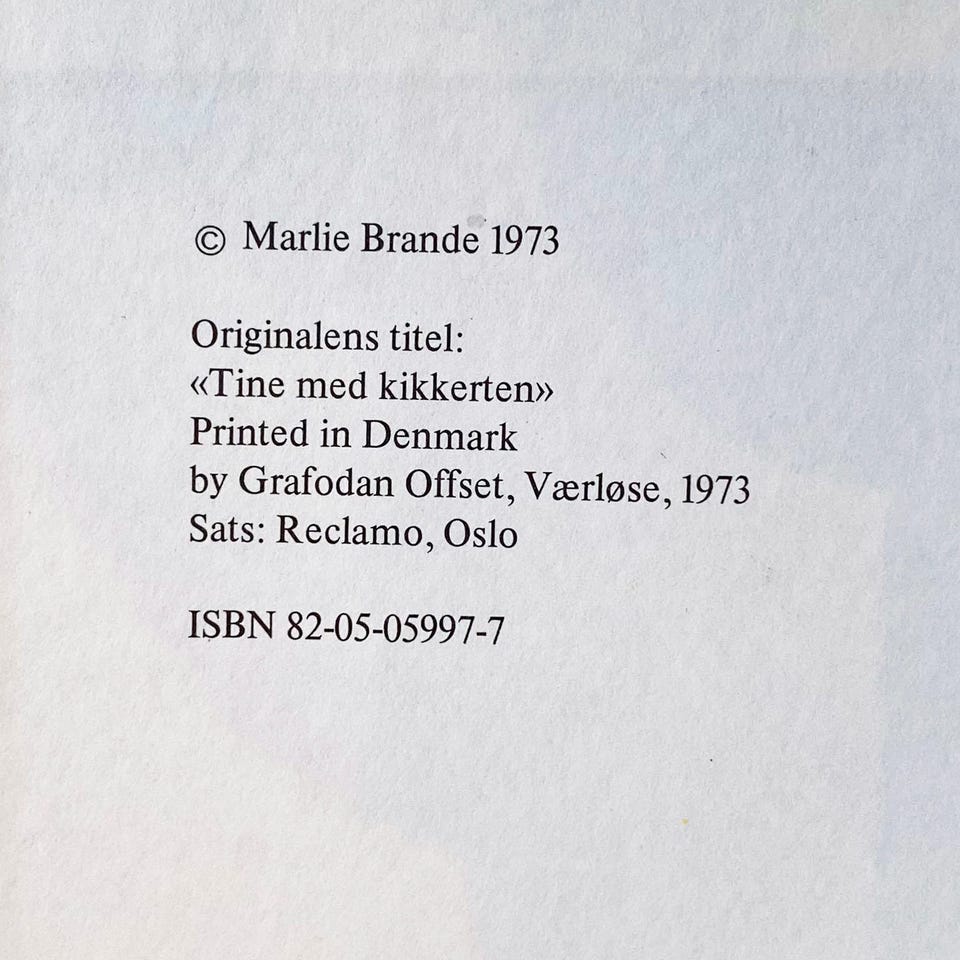 © Marlie Brande 1973
Originalens titel:
«Tine med kikkerten»
Printed in Denmark
by Grafodan Offset, Værløse, 1973
Sats: Reclamo, Oslo
ISBN 82-05-05997-7